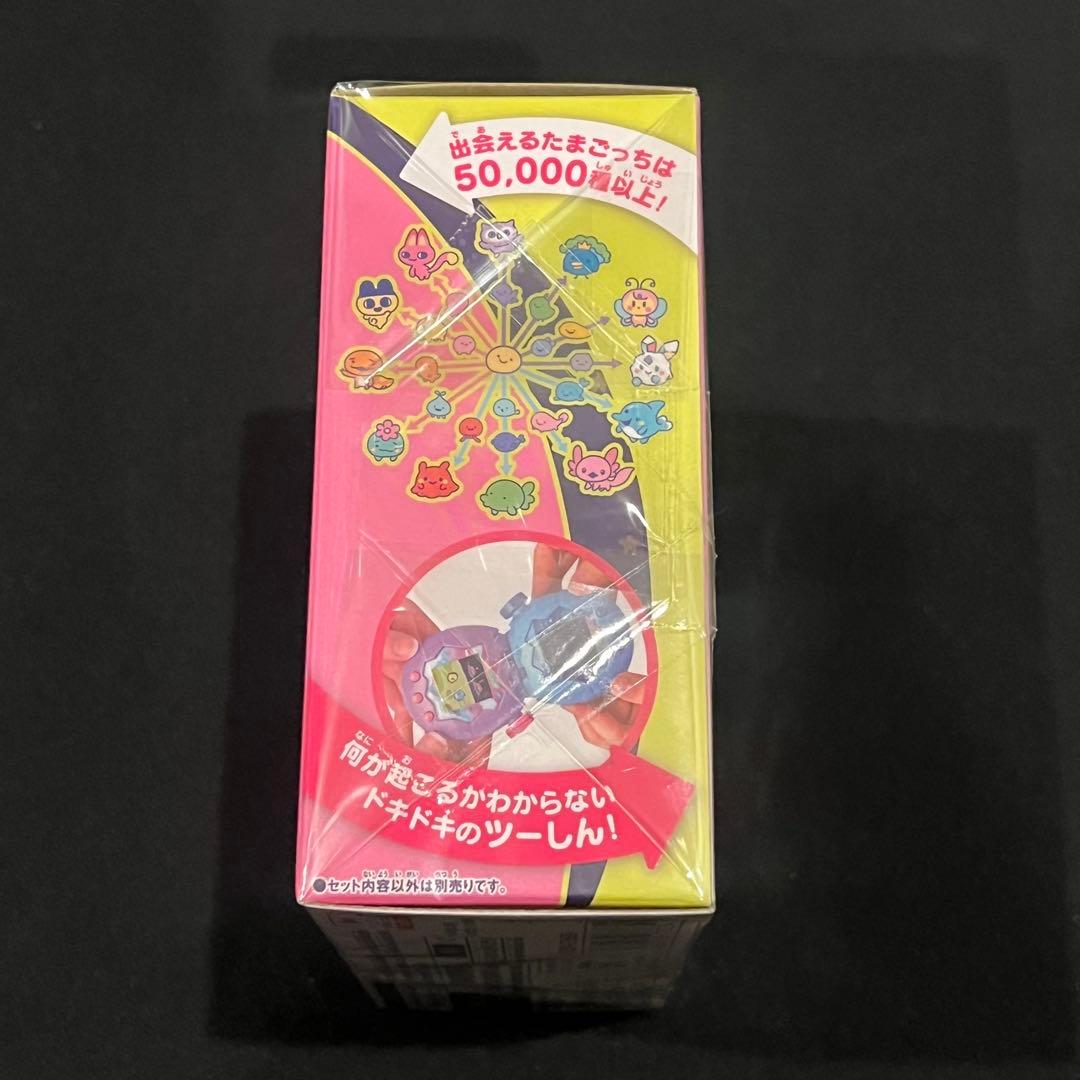 出会えるたまごっちは
50,000種以上!
何が起こるかわからない
ドキドキのツーしん!
●セット内容以外は別売りです。